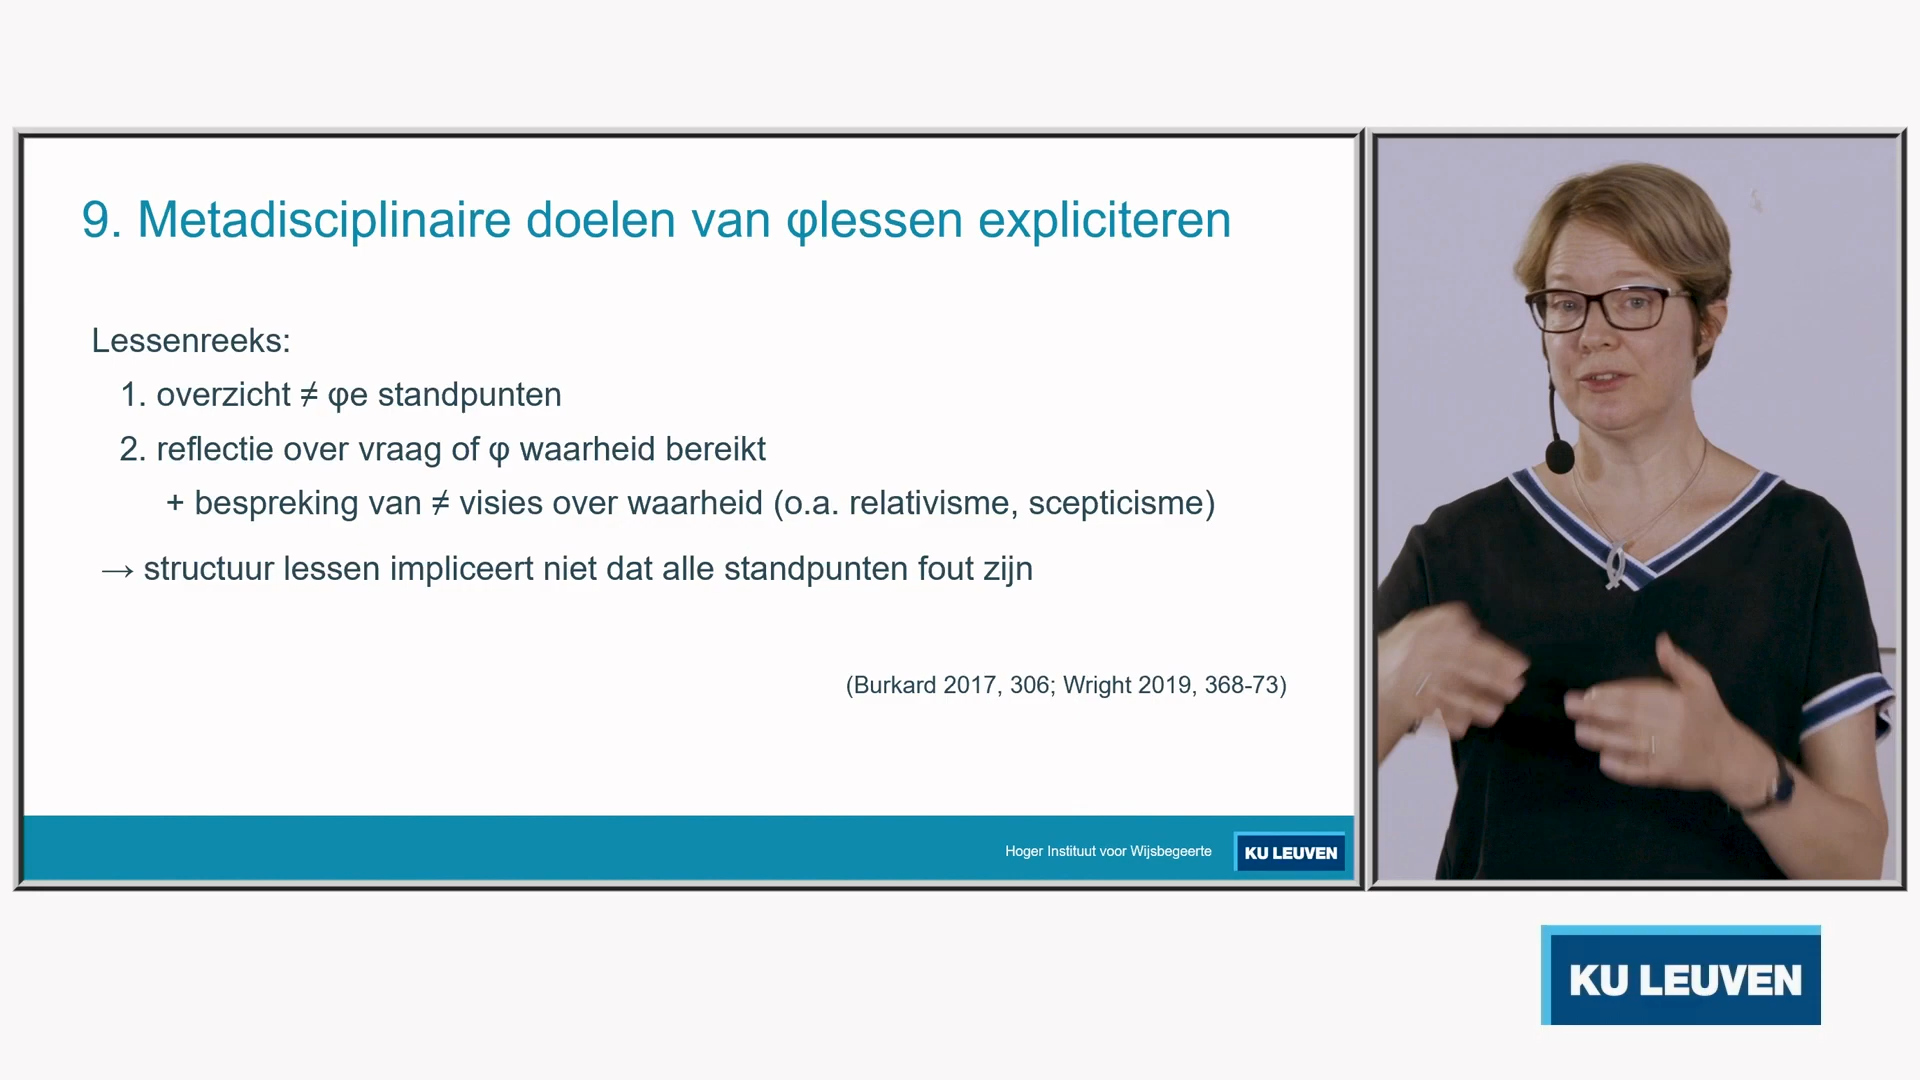 9. Metadisciplinaire doelen van φlessen expliciteren
Lessenreeks:
1. overzicht ≠ φe standpunten
2. reflectie over vraag of φ waarheid bereikt
+ bespreking van ≠ visies over waarheid (o.a. relativisme, scepticisme)
→ structuur lessen impliceert niet dat alle standpunten fout zijn
(Burkard 2017, 306; Wright 2019, 368-73)
Hoger Instituut voor Wijsbegeerte
KU LEUVEN
KU LEUVEN